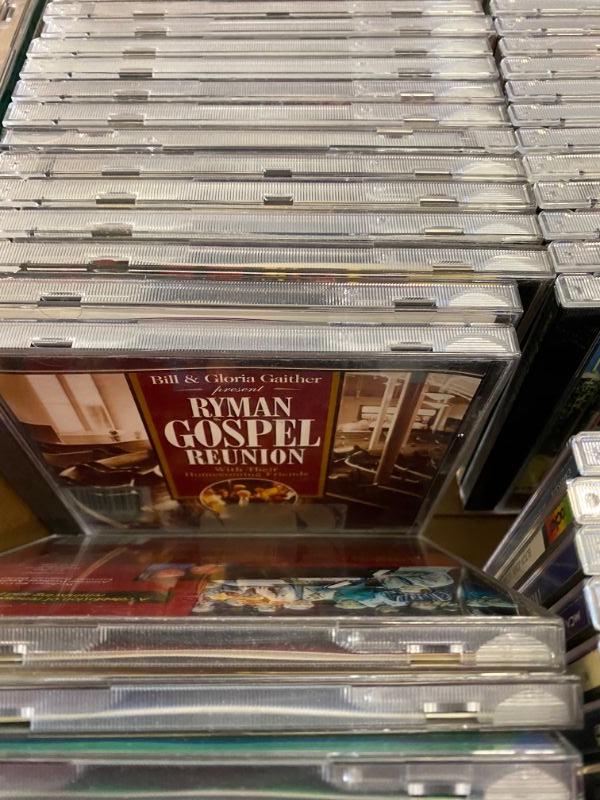 Bill & Gloria Gaither
present
RYMAN
GOSPEL
REUNION
With Their
Homecoming Friends